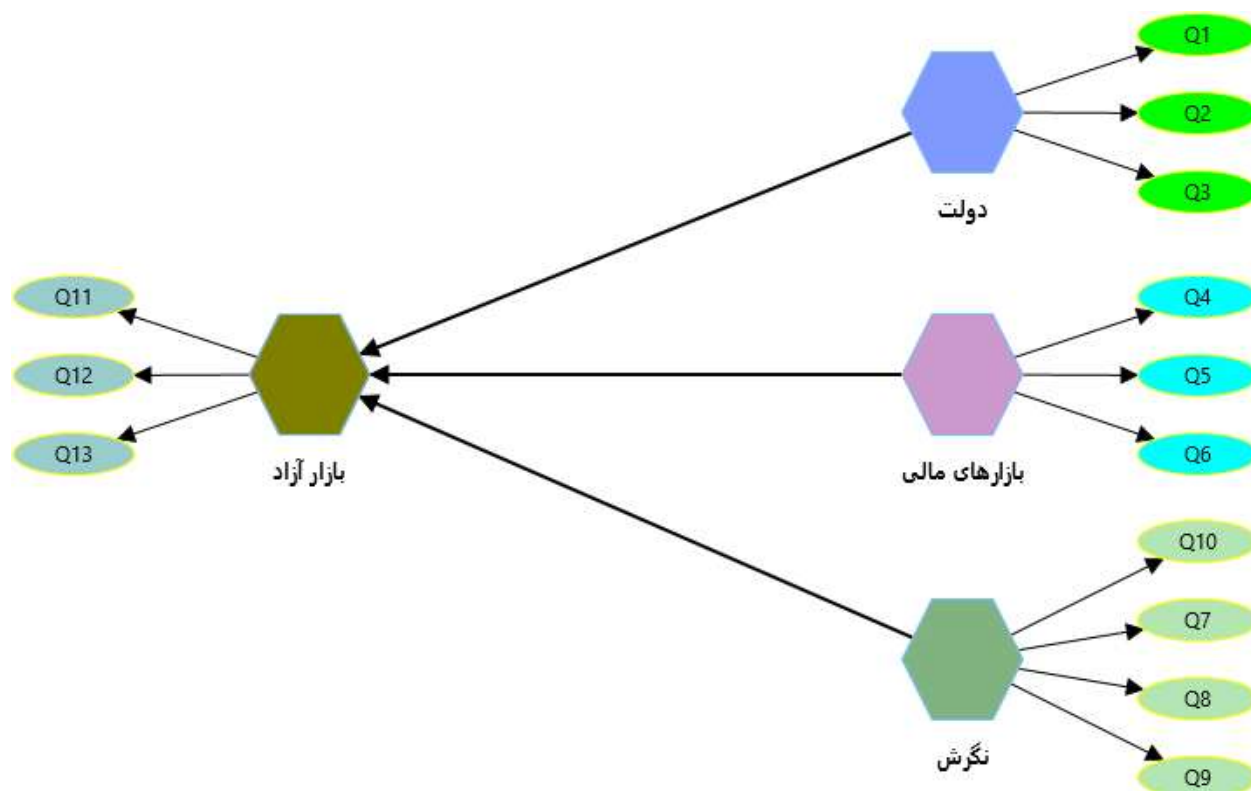 Q1
Q2
Q3
دولت
Q4
Q5
Q6
بازارهای مالی
Q11
Q12
Q13
بازار آزاد
Q10
Q7
Q8
Q9
نگرش